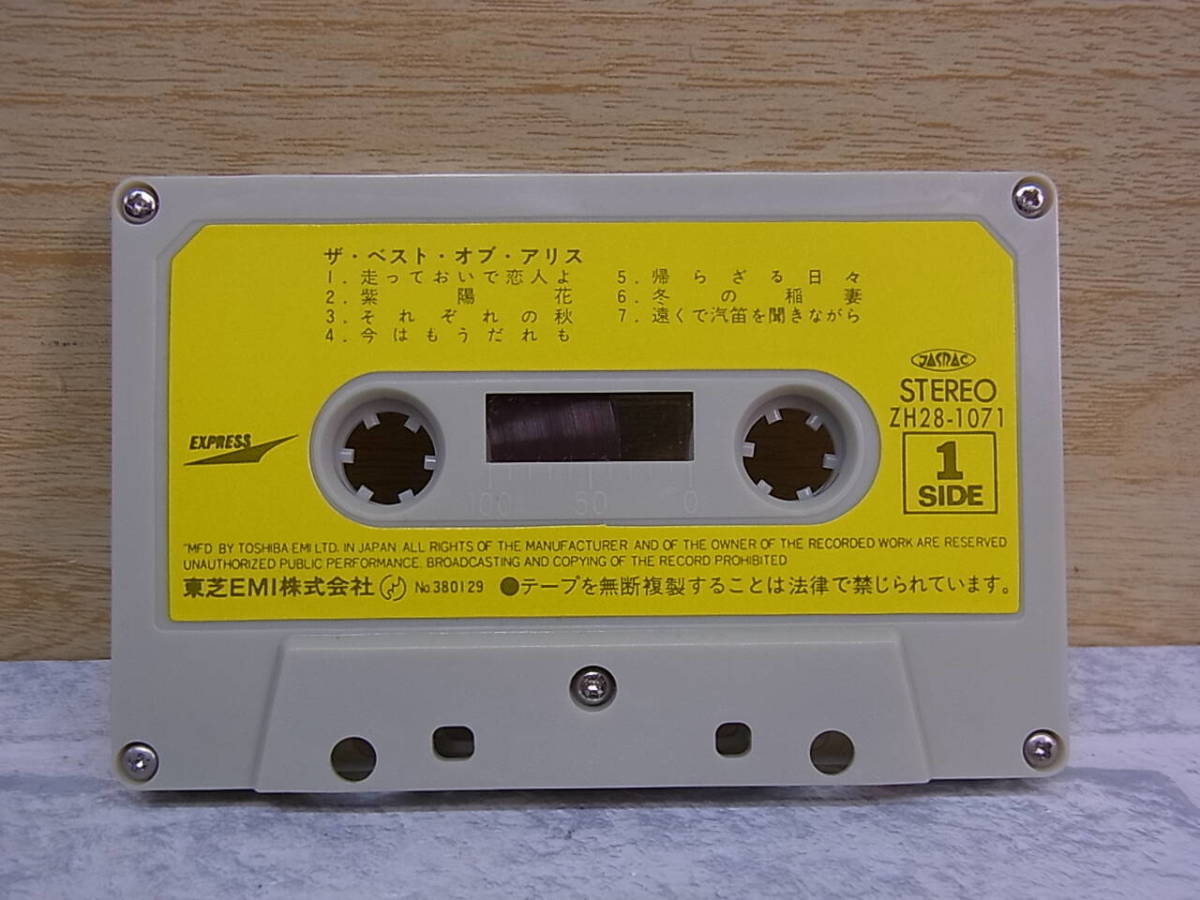 ザ・ベスト・オブ・アリス
1. 走っておいで恋人よ
2. 紫陽花
3. それぞれの秋
4. 今はもうだれも
5. 帰らざる日々
6. 冬の稲妻
7. 遠くで汽笛を聞きながら
JASRAC
STEREO
ZH28-1071
1
SIDE
EXPRESS
100 50 0
"MFD BY TOSHIBA EMI LTD. IN JAPAN ALL RIGHTS OF THE MANUFACTURER AND OF THE OWNER OF THE RECORDED WORK ARE RESERVED
UNAUTHORIZED PUBLIC PERFORMANCE. BROADCASTING AND COPYING OF THE RECORD PROHIBITED
東芝EMI株式会社 No.380129 ●テープを無断複製することは法律で禁じられています。